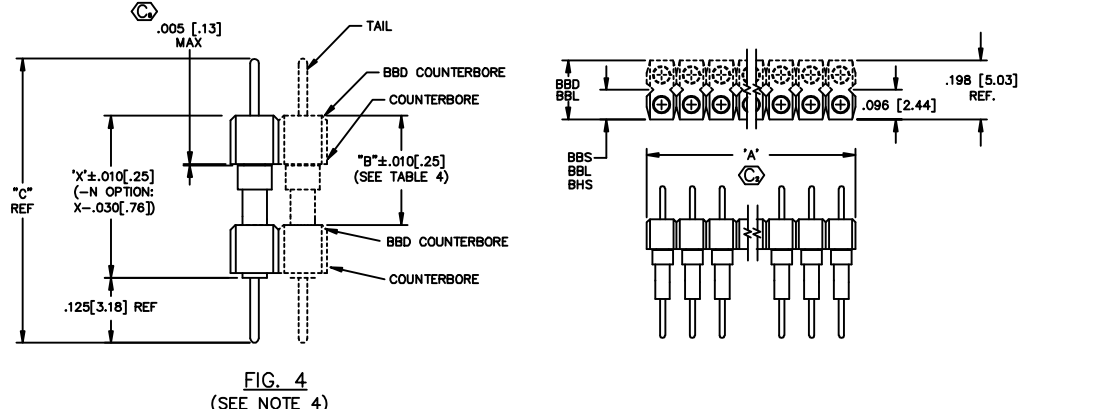 C6
.005 [.13]
MAX
TAIL
BBD COUNTERBORE
COUNTERBORE
"C"
REF
'X'±.010[.25]
(-N OPTION:
X-.030[.76])
"B"±.010[.25]
(SEE TABLE 4)
BBD COUNTERBORE
COUNTERBORE
.125[3.18] REF
FIG. 4
(SEE NOTE 4)
BBD
BBL
.198 [5.03]
REF.
.096 [2.44]
BBS
BBL
BHS
'A'
C2